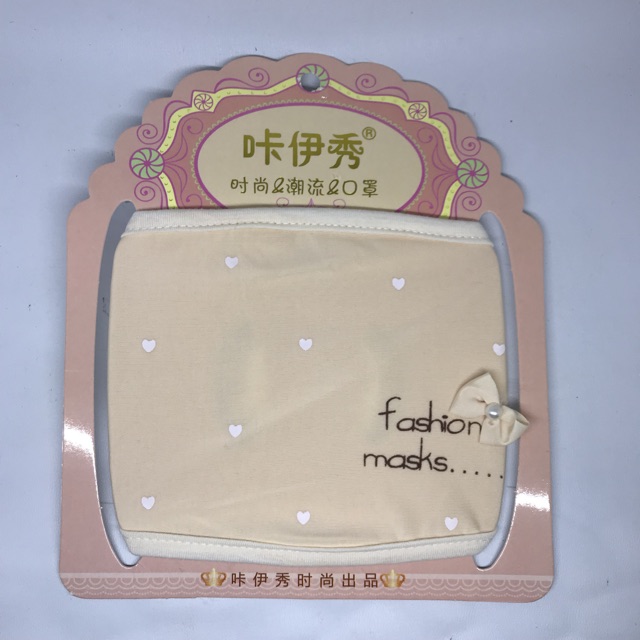 咔伊秀®
时尚&潮流&口罩
fashion
masks.....
咔伊秀时尚出品